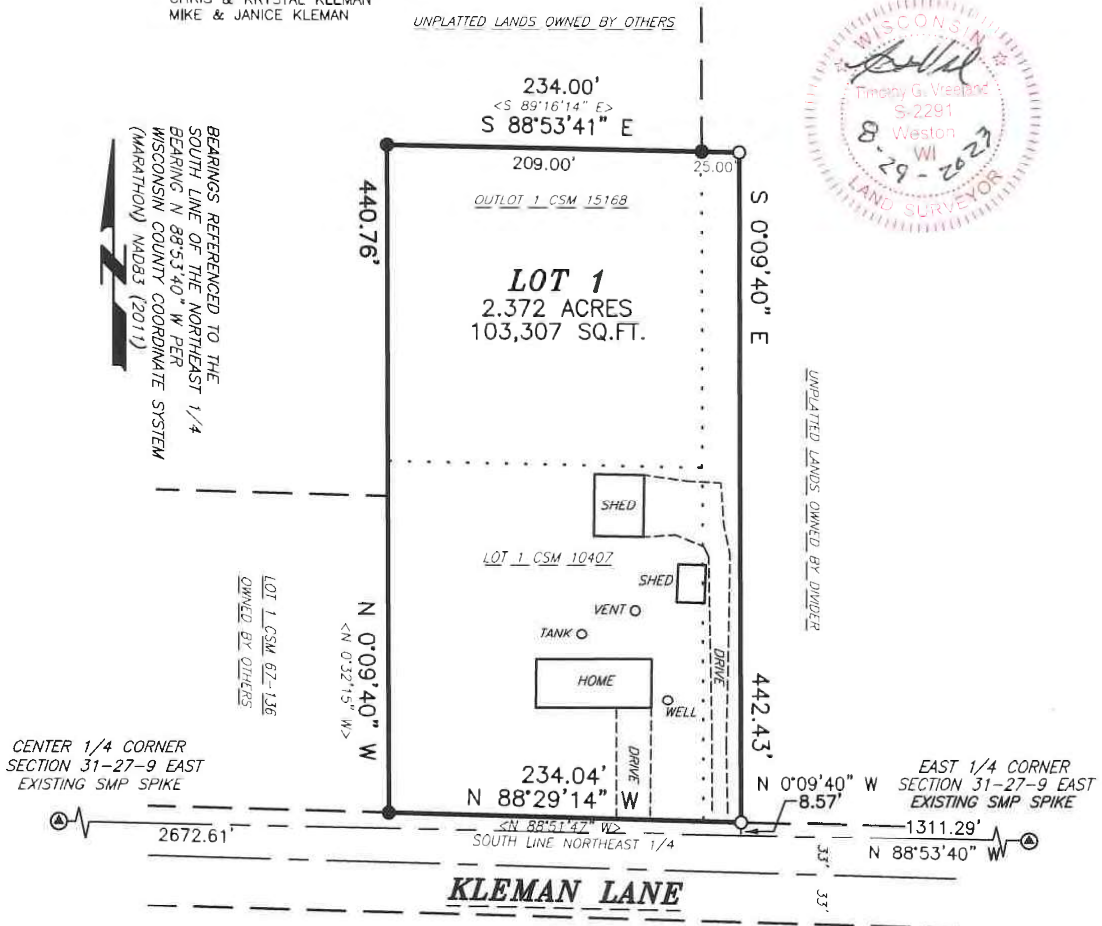 CHRIS & KRYSTAL KLEMAN
MIKE & JANICE KLEMAN
UNPLATTED LANDS OWNED BY OTHERS
WISCONSIN
Timothy G. Vreeland
S-2291
Weston
WI
8-29-2023
LAND SURVEYOR
234.00'
<S 89°16'14" E>
S 88°53'41" E
209.00'
25.00'
OUTLOT 1 CSM 15168
BEARINGS REFERENCED TO THE
SOUTH LINE OF THE NORTHEAST 1/4
BEARING N 88°53'40" W PER
WISCONSIN COUNTY COORDINATE SYSTEM
(MARATHON) NAD83 (2011)
N
440.76'
S 0°09'40" E
LOT 1
2.372 ACRES
103,307 SQ.FT.
UNPLATTED LANDS OWNED BY DIVIDER
SHED
LOT 1 CSM 10407
SHED
VENT
TANK
HOME
WELL
DRIVE
DRIVE
LOT 1 CSM 67-136
OWNED BY OTHERS
N 0°09'40" W
<N 0°32'15" W>
442.43'
CENTER 1/4 CORNER
SECTION 31-27-9 EAST
EXISTING SMP SPIKE
234.04'
N 88°29'14" W
<N 88°51'47" W>
SOUTH LINE NORTHEAST 1/4
N 0°09'40" W
8.57'
EAST 1/4 CORNER
SECTION 31-27-9 EAST
EXISTING SMP SPIKE
2672.61'
1311.29'
N 88°53'40" W
33'
33'
KLEMAN LANE